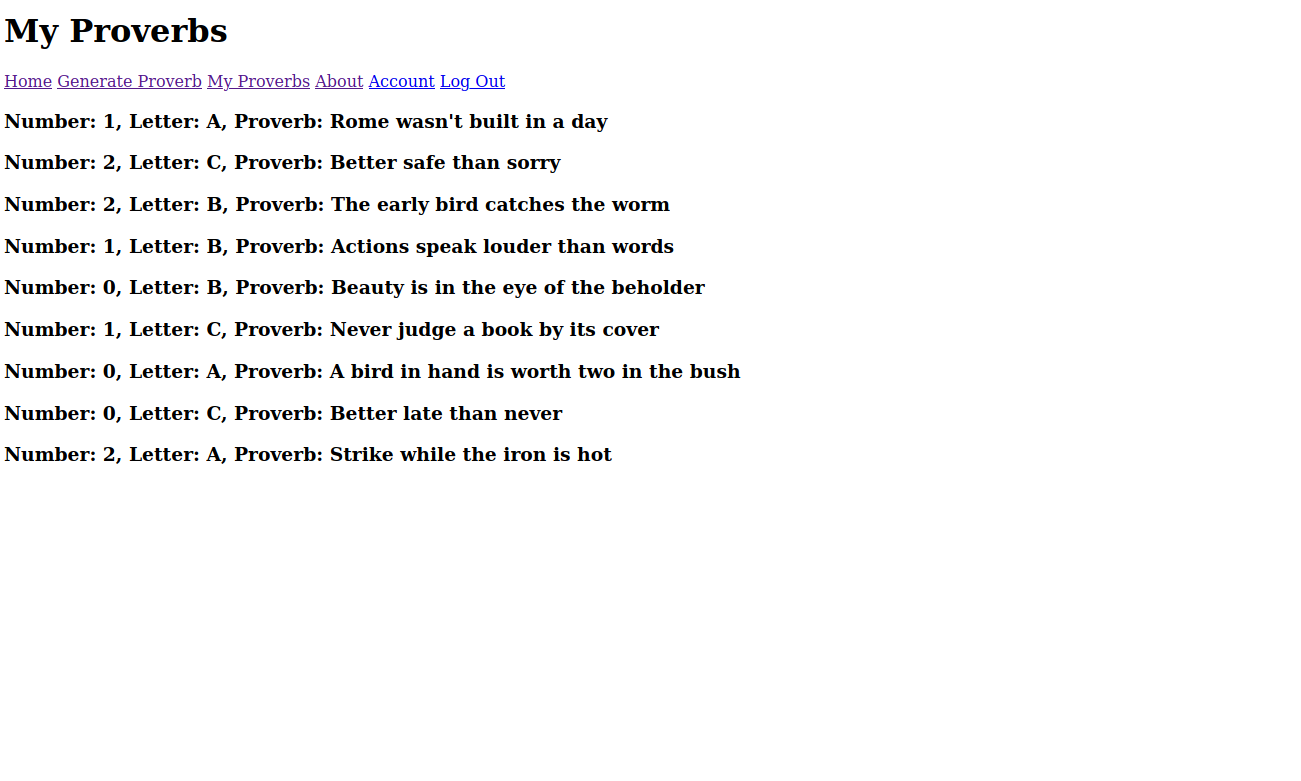 My Proverbs
Home Generate Proverb My Proverbs About Account Log Out
Number: 1, Letter: A, Proverb: Rome wasn't built in a day
Number: 2, Letter: C, Proverb: Better safe than sorry
Number: 2, Letter: B, Proverb: The early bird catches the worm
Number: 1, Letter: B, Proverb: Actions speak louder than words
Number: 0, Letter: B, Proverb: Beauty is in the eye of the beholder
Number: 1, Letter: C, Proverb: Never judge a book by its cover
Number: 0, Letter: A, Proverb: A bird in hand is worth two in the bush
Number: 0, Letter: C, Proverb: Better late than never
Number: 2, Letter: A, Proverb: Strike while the iron is hot